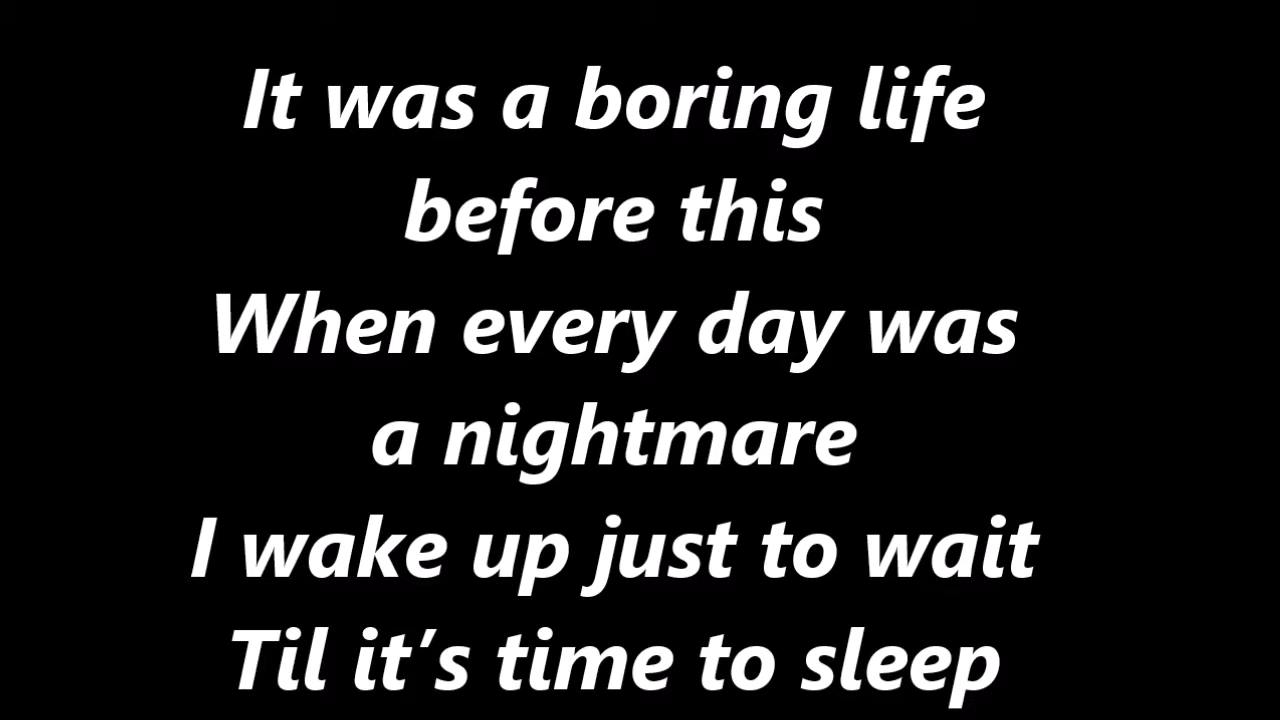 It was a boring life
before this
When every day was
a nightmare
I wake up just to wait
Til it’s time to sleep